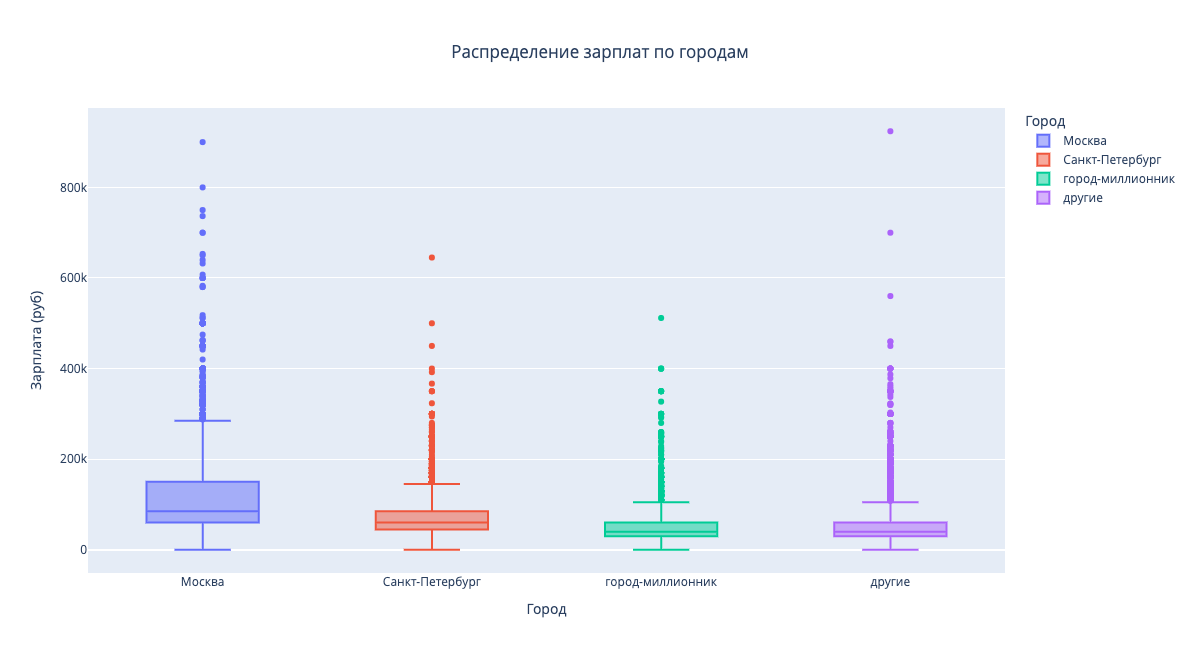 Распределение зарплат по городам
Город
Москва
Санкт-Петербург
город-миллионник
другие
800k
600k
400k
200k
0
Зарплата (руб)
Москва
Санкт-Петербург
город-миллионник
другие
Город